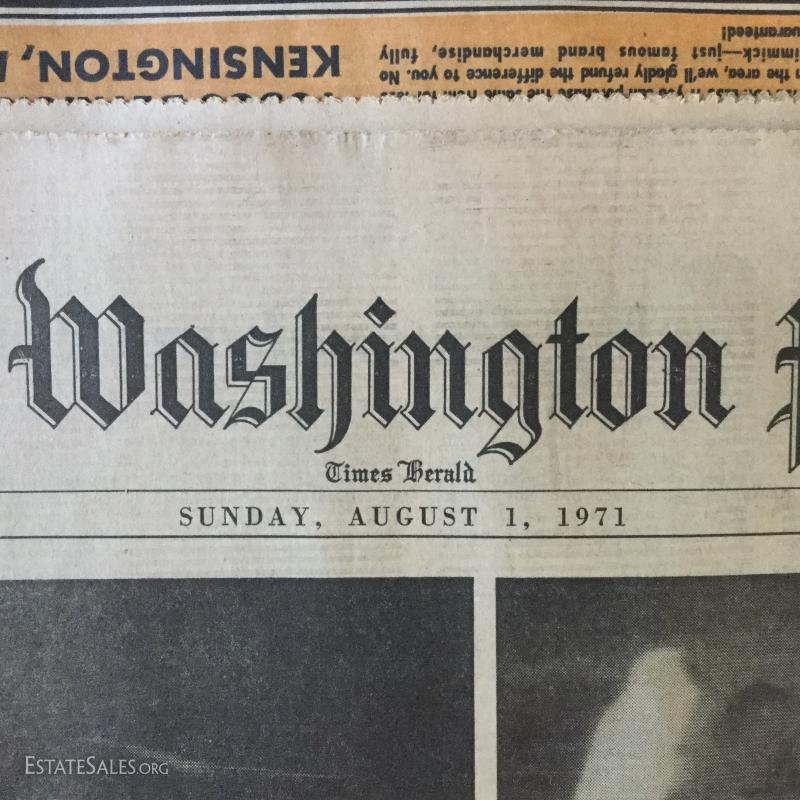 guaranteed!
gimmick—just famous brand merchandise, fully
in the area, we'll gladly refund the difference to you. No
KENSINGTON,
Washington
Times Herald
SUNDAY, AUGUST 1, 1971
ESTATESALES.ORG